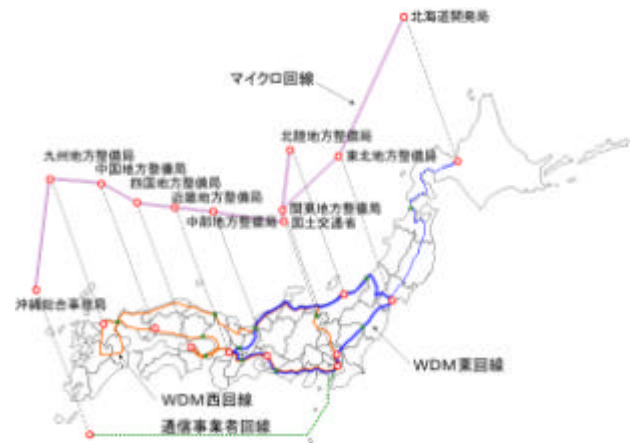 北海道開発局
マイクロ回線
北陸地方整備局
東北地方整備局
九州地方整備局
中国地方整備局
四国地方整備局
近畿地方整備局
中部地方整備局
関東地方整備局
国土交通省
沖縄総合事務局
WDM東回線
WDM西回線
通信事業者回線